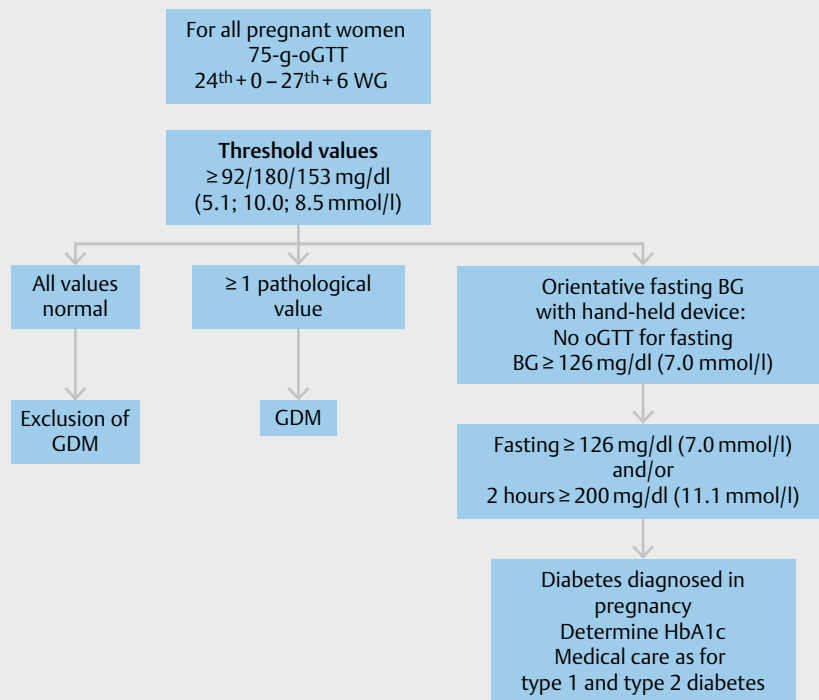 For all pregnant women
75-g-oGTT
24th + 0 – 27th + 6 WG
Threshold values
≥ 92/180/153 mg/dl
(5.1; 10.0; 8.5 mmol/l)
All values
normal
≥ 1 pathological
value
Orientative fasting BG
with hand-held device:
No oGTT for fasting
BG ≥ 126 mg/dl (7.0 mmol/l)
Exclusion of
GDM
GDM
Fasting ≥ 126 mg/dl (7.0 mmol/l)
and/or
2 hours ≥ 200 mg/dl (11.1 mmol/l)
Diabetes diagnosed in
pregnancy
Determine HbA1c
Medical care as for
type 1 and type 2 diabetes